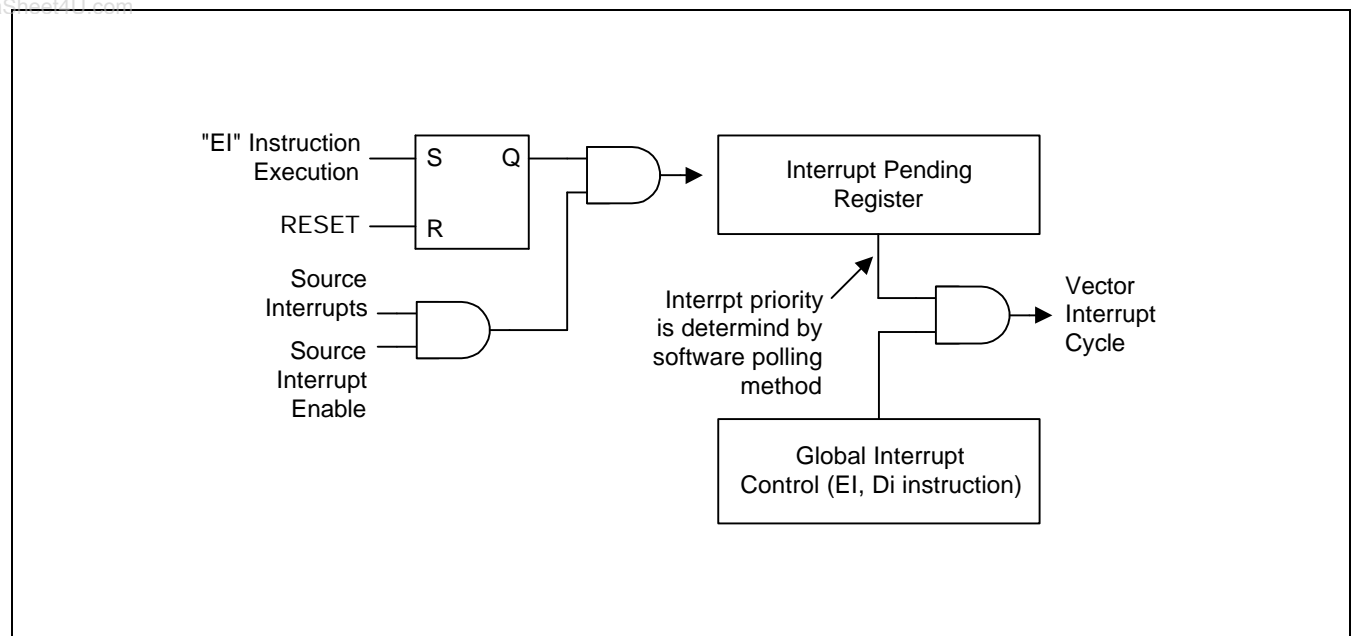 Sheet4U.com
"EI" Instruction
Execution
S Q
R
RESET
Source
Interrupts
Source
Interrupt
Enable
Interrupt Pending
Register
Interrpt priority
is determind by
software polling
method
Vector
Interrupt
Cycle
Global Interrupt
Control (EI, Di instruction)